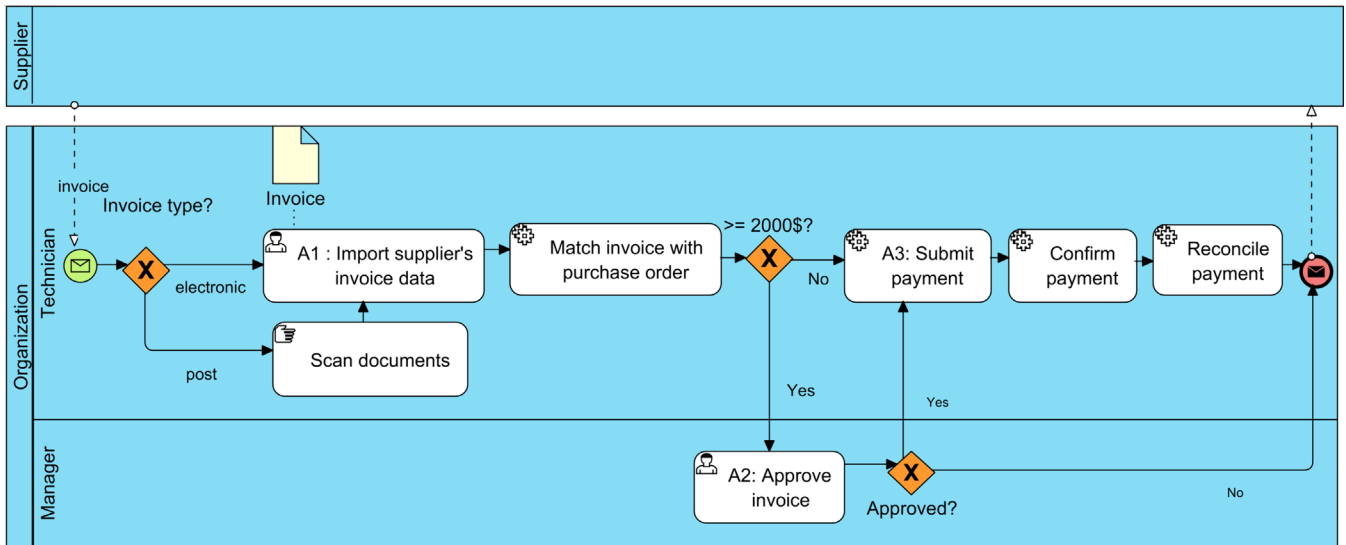 Supplier
Organization
Technician
Manager
invoice
Invoice type?
electronic
post
Invoice
A1 : Import supplier's
invoice data
Scan documents
Match invoice with
purchase order
>= 2000$?
No
Yes
A3: Submit
payment
Confirm
payment
Reconcile
payment
Yes
A2: Approve
invoice
Approved?
No